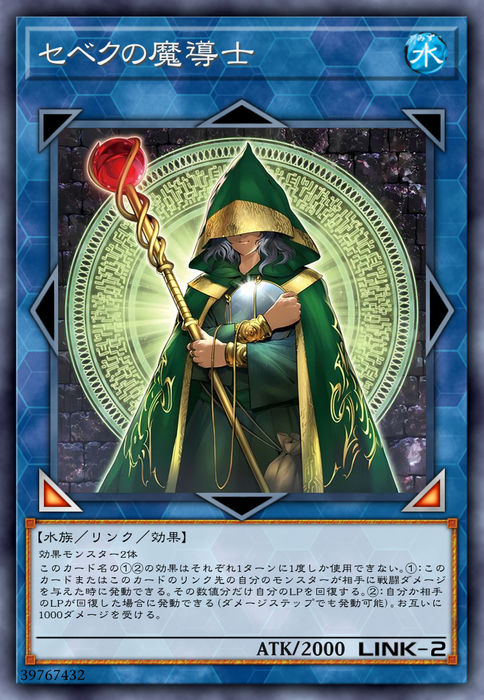 セベクの魔導士
みず
水
【水族／リンク／効果】
効果モンスター2体
このカード名の①②の効果はそれぞれ1ターンに1度しか使用できない。①：この
カードまたはこのカードのリンク先の自分のモンスターが相手に戦闘ダメージ
を与えた時に発動できる。その数値分だけ自分のLPを回復する。②：自分か相手
のLPが回復した場合に発動できる(ダメージステップでも発動可能)。お互いに
1000ダメージを受ける。
ATK/2000 LINK-2
39767432